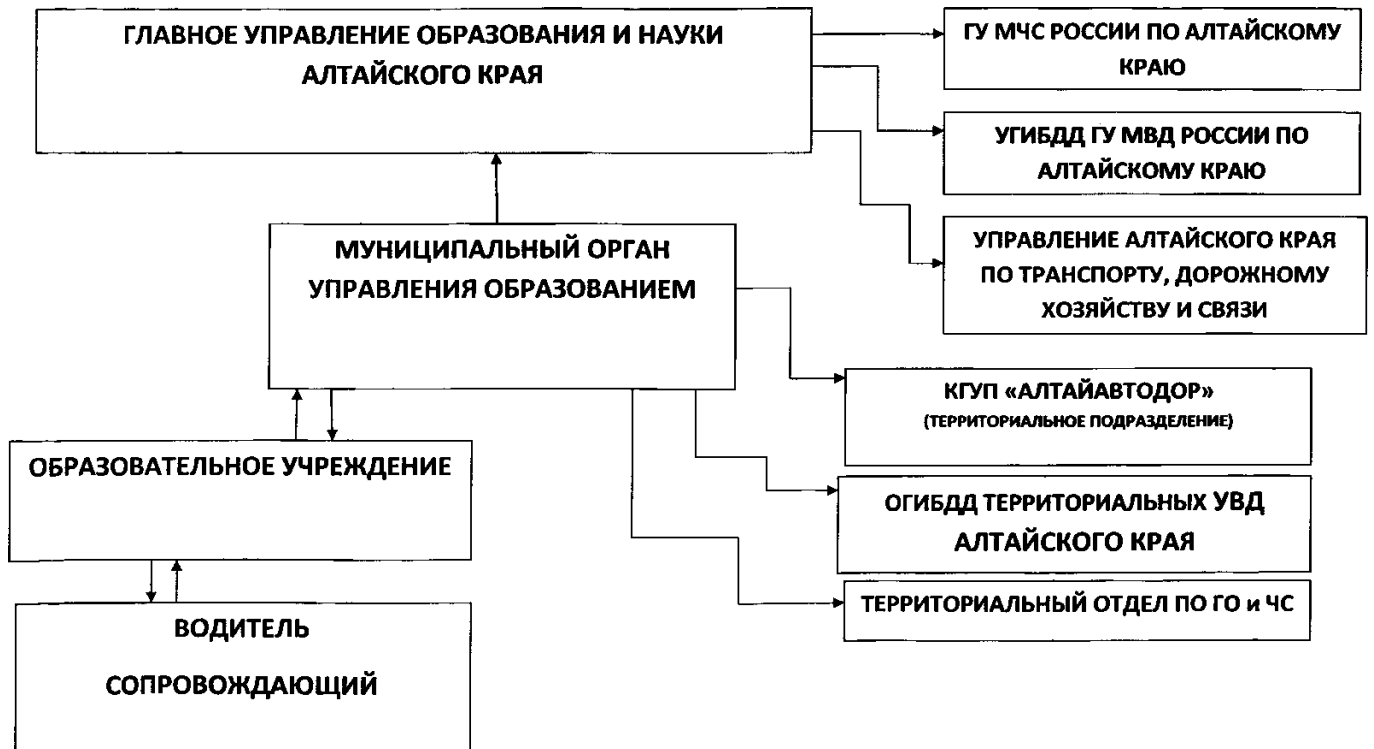 ГЛАВНОЕ УПРАВЛЕНИЕ ОБРАЗОВАНИЯ И НАУКИ
АЛТАЙСКОГО КРАЯ
ГУ МЧС РОССИИ ПО АЛТАЙСКОМУ
КРАЮ
УГИБДД ГУ МВД РОССИИ ПО
АЛТАЙСКОМУ КРАЮ
УПРАВЛЕНИЕ АЛТАЙСКОГО КРАЯ
ПО ТРАНСПОРТУ, ДОРОЖНОМУ
ХОЗЯЙСТВУ И СВЯЗИ
МУНИЦИПАЛЬНЫЙ ОРГАН
УПРАВЛЕНИЯ ОБРАЗОВАНИЕМ
КГУП «АЛТАЙАВТОДОР»
(ТЕРРИТОРИАЛЬНОЕ ПОДРАЗДЕЛЕНИЕ)
ОБРАЗОВАТЕЛЬНОЕ УЧРЕЖДЕНИЕ
ОГИБДД ТЕРРИТОРИАЛЬНЫХ УВД
АЛТАЙСКОГО КРАЯ
ТЕРРИТОРИАЛЬНЫЙ ОТДЕЛ ПО ГО и ЧС
ВОДИТЕЛЬ
СОПРОВОЖДАЮЩИЙ